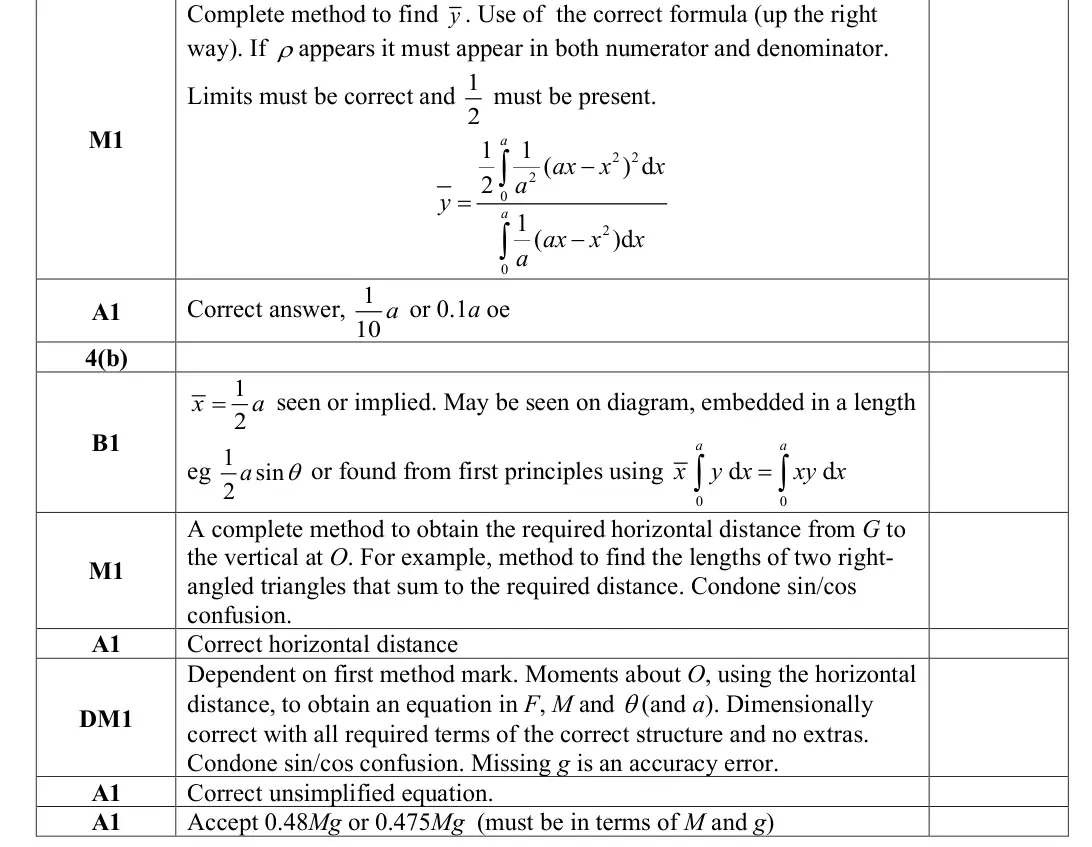 Complete method to find y̅. Use of the correct formula (up the right
way). If ρ appears it must appear in both numerator and denominator.
Limits must be correct and 1/2 must be present.
M1
y̅ = (1/2 ∫₀ᵃ 1/a² (ax − x²)² dx) / (∫₀ᵃ 1/a (ax − x²)dx)
A1 Correct answer, 1/10 a or 0.1a oe
4(b)
x̅ = 1/2 a seen or implied. May be seen on diagram, embedded in a length
B1
eg 1/2 a sin θ or found from first principles using x̅ ∫₀ᵃ y dx = ∫₀ᵃ xy dx
A complete method to obtain the required horizontal distance from G to
the vertical at O. For example, method to find the lengths of two right-
M1
angled triangles that sum to the required distance. Condone sin/cos
confusion.
A1 Correct horizontal distance
Dependent on first method mark. Moments about O, using the horizontal
distance, to obtain an equation in F, M and θ (and a). Dimensionally
DM1
correct with all required terms of the correct structure and no extras.
Condone sin/cos confusion. Missing g is an accuracy error.
A1 Correct unsimplified equation.
A1 Accept 0.48Mg or 0.475Mg (must be in terms of M and g)